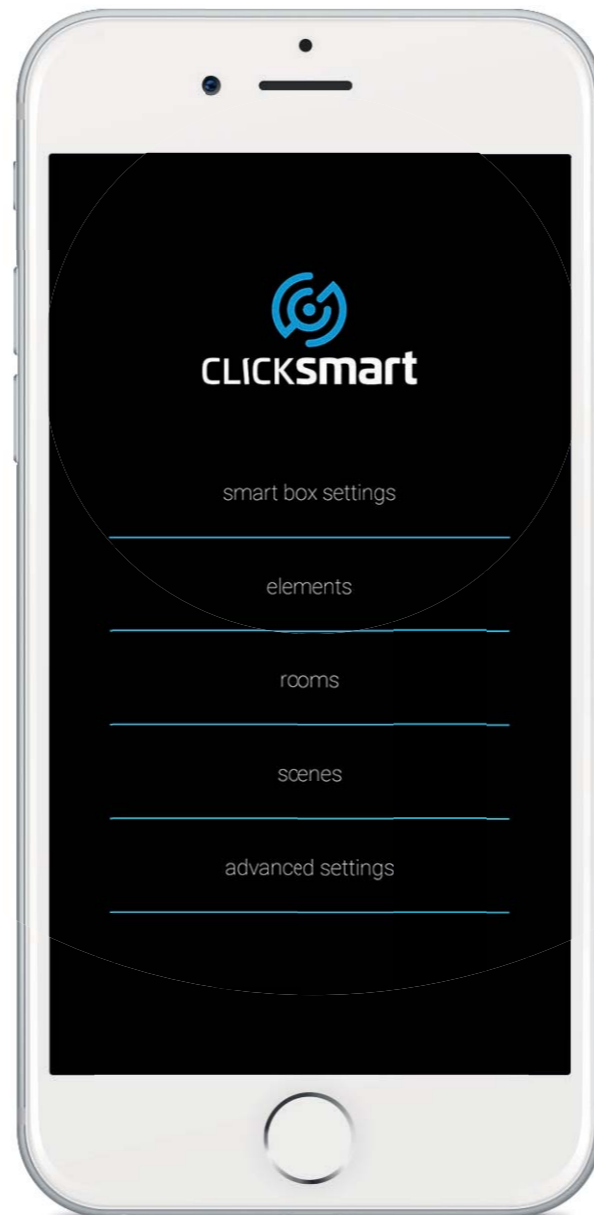 CLICKsmart
smart box settings
elements
rooms
scenes
advanced settings